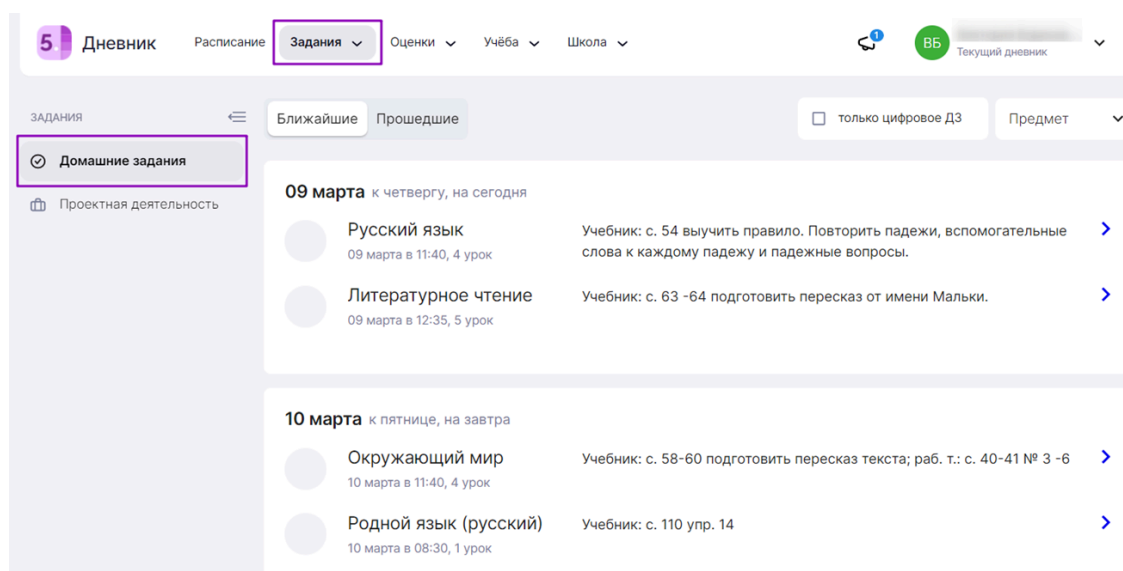 5. Дневник Расписание Задания Оценки Учёба Школа 1 ВБ Текущий дневник
ЗАДАНИЯ
Домашние задания
Проектная деятельность
Ближайшие Прошедшие только цифровое ДЗ Предмет
09 марта к четвергу, на сегодня
Русский язык
09 марта в 11:40, 4 урок
Учебник: с. 54 выучить правило. Повторить падежи, вспомогательные
слова к каждому падежу и падежные вопросы.
Литературное чтение
09 марта в 12:35, 5 урок
Учебник: с. 63 -64 подготовить пересказ от имени Мальки.
10 марта к пятнице, на завтра
Окружающий мир
10 марта в 11:40, 4 урок
Учебник: с. 58-60 подготовить пересказ текста; раб. т.: с. 40-41 № 3 -6
Родной язык (русский)
10 марта в 08:30, 1 урок
Учебник: с. 110 упр. 14